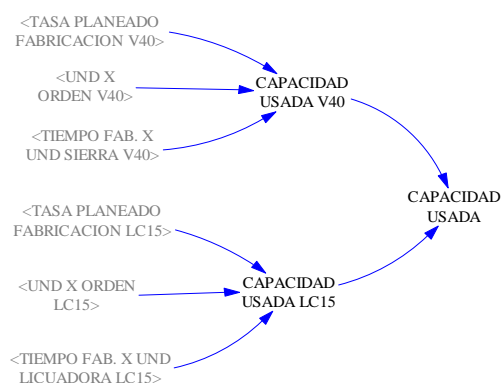 <TASA PLANEADO
FABRICACION V40>
<UND X
ORDEN V40>
<TIEMPO FAB. X
UND SIERRA V40>
CAPACIDAD
USADA V40
<TASA PLANEADO
FABRICACION LC15>
<UND X ORDEN
LC15>
<TIEMPO FAB. X UND
LICUADORA LC15>
CAPACIDAD
USADA LC15
CAPACIDAD
USADA